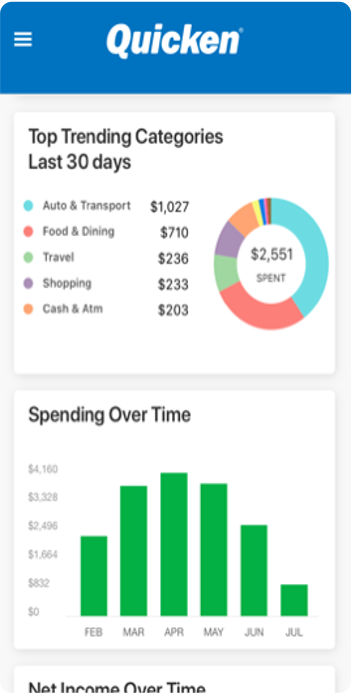 Quicken
Top Trending Categories
Last 30 days
Auto & Transport $1,027
Food & Dining $710
Travel $236
Shopping $233
Cash & Atm $203
$2,551
SPENT
Spending Over Time
$4,160
$3,328
$2,496
$1,664
$832
$0
FEB MAR APR MAY JUN JUL
Net Income Over Time